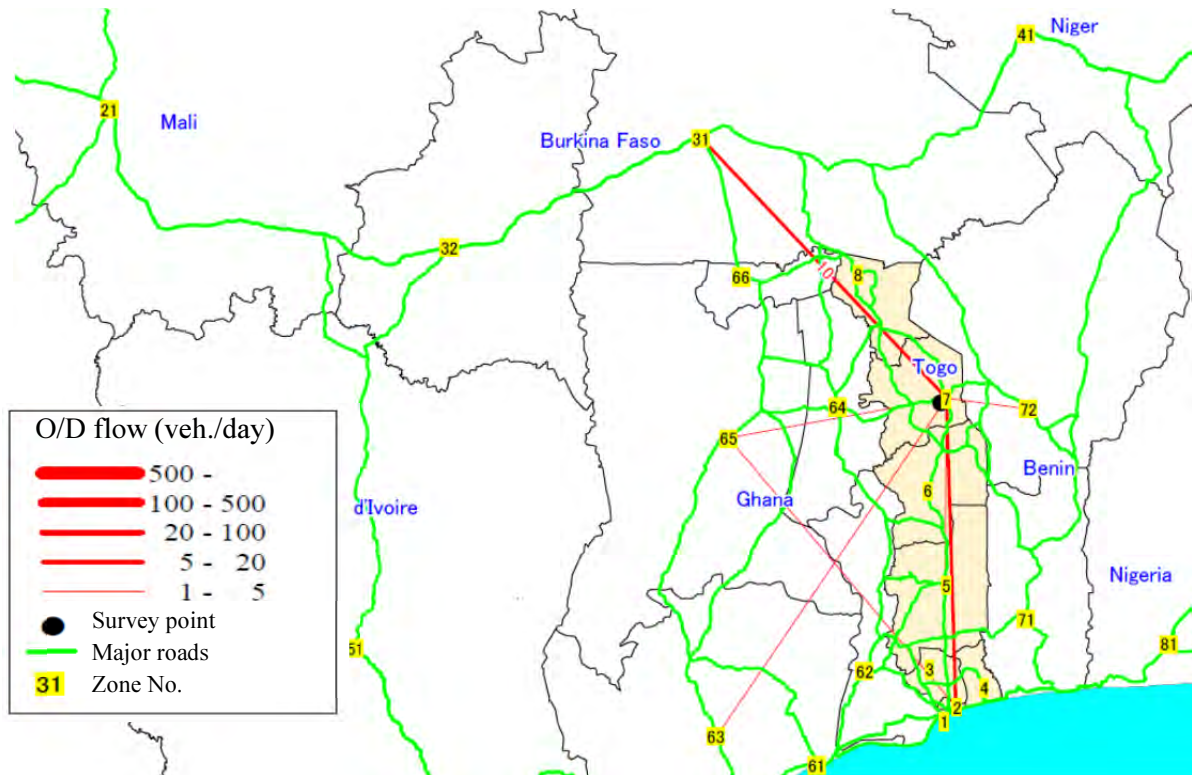 Niger
41
21
Mali
Burkina Faso
31
32
66
10
8
Togo
7
64
72
65
Benin
6
Ghana
d'Ivoire
5
Nigeria
71
51
81
62
3
4
2
1
63
61
O/D flow (veh./day)
500 -
100 - 500
20 - 100
5 - 20
1 - 5
Survey point
Major roads
31 Zone No.